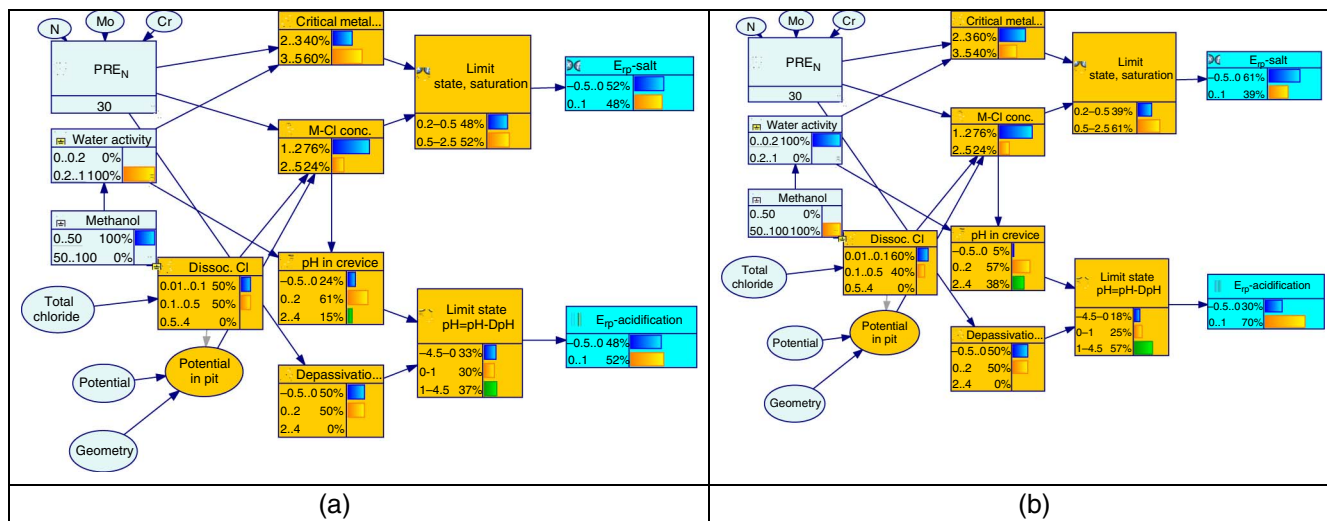 N
Mo
Cr
PREN
30
Water activity
0..0.2 0%
0.2..1 100%
Methanol
0..50 100%
50..100 0%
Dissoc. Cl
0.01..0.1 50%
0.1..0.5 50%
0.5..4 0%
Total
chloride
Potential
Geometry
Potential
in pit
Critical metal...
2..3 40%
3..5 60%
M-Cl conc.
1..2 76%
2..5 24%
pH in crevice
–0.5..0 24%
0..2 61%
2..4 15%
Depassivatio...
–0.5..0 50%
0..2 50%
2..4 0%
Limit
state, saturation
0.2–0.5 48%
0.5–2.5 52%
Limit state
pH=pH-DpH
–4.5–0 33%
0-1 30%
1–4.5 37%
Erp-salt
–0.5..0 52%
0..1 48%
Erp-acidification
–0.5..0 48%
0..1 52%
(a)
N
Mo
Cr
PREN
30
Water activity
0..0.2 100%
0.2..1 0%
Methanol
0..50 0%
50..100 100%
Dissoc. Cl
0.01..0.1 60%
0.1..0.5 40%
0.5..4 0%
Total
chloride
Potential
Geometry
Potential
in pit
Critical metal...
2..3 60%
3..5 40%
M-Cl conc.
1..2 76%
2..5 24%
pH in crevice
–0.5..0 5%
0..2 57%
2..4 38%
Depassivatio...
–0.5..0 50%
0..2 50%
2..4 0%
Limit
state, saturation
0.2–0.5 39%
0.5–2.5 61%
Limit state
pH=pH-DpH
–4.5–0 18%
0–1 25%
1–4.5 57%
Erp-salt
–0.5..0 61%
0..1 39%
Erp-acidification
–0.5..0 30%
0..1 70%
(b)